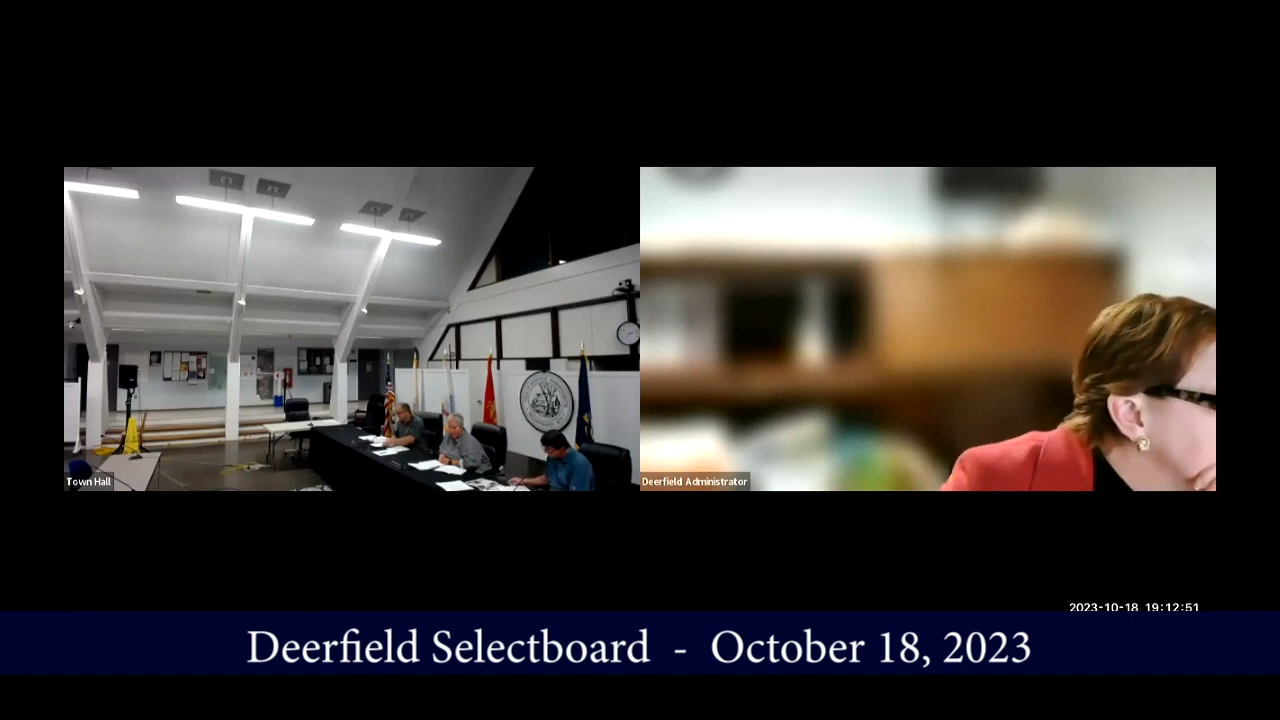 Town Hall
Deerfield Administrator
2023-10-18 19:12:51
Deerfield Selectboard - October 18, 2023